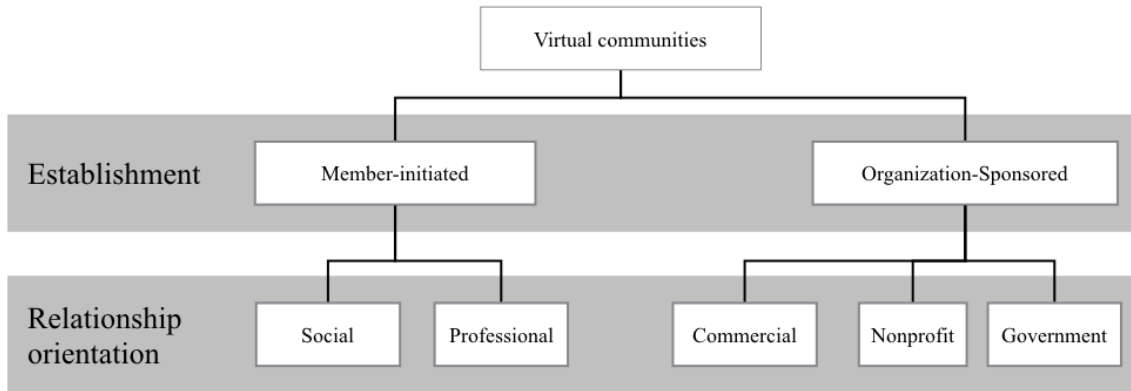 Virtual communities
Establishment
Member-initiated
Organization-Sponsored
Relationship
orientation
Social
Professional
Commercial
Nonprofit
Government